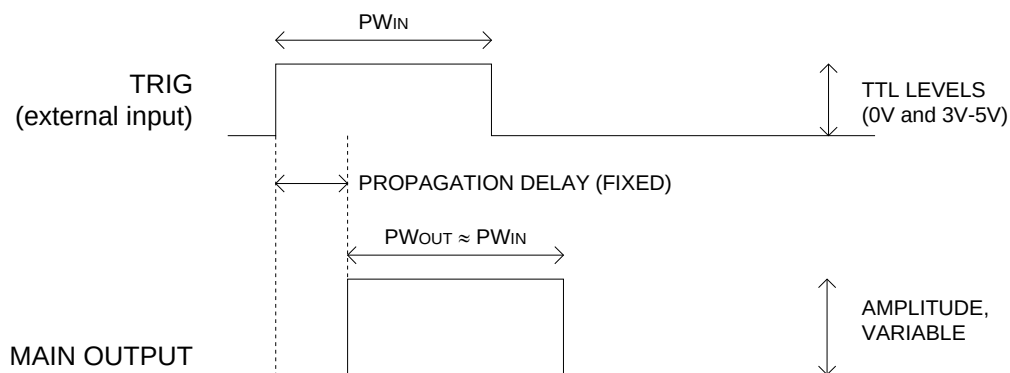 PWIN
TRIG
(external input)
TTL LEVELS
(0V and 3V-5V)
PROPAGATION DELAY (FIXED)
PWOUT ≈ PWIN
AMPLITUDE,
VARIABLE
MAIN OUTPUT